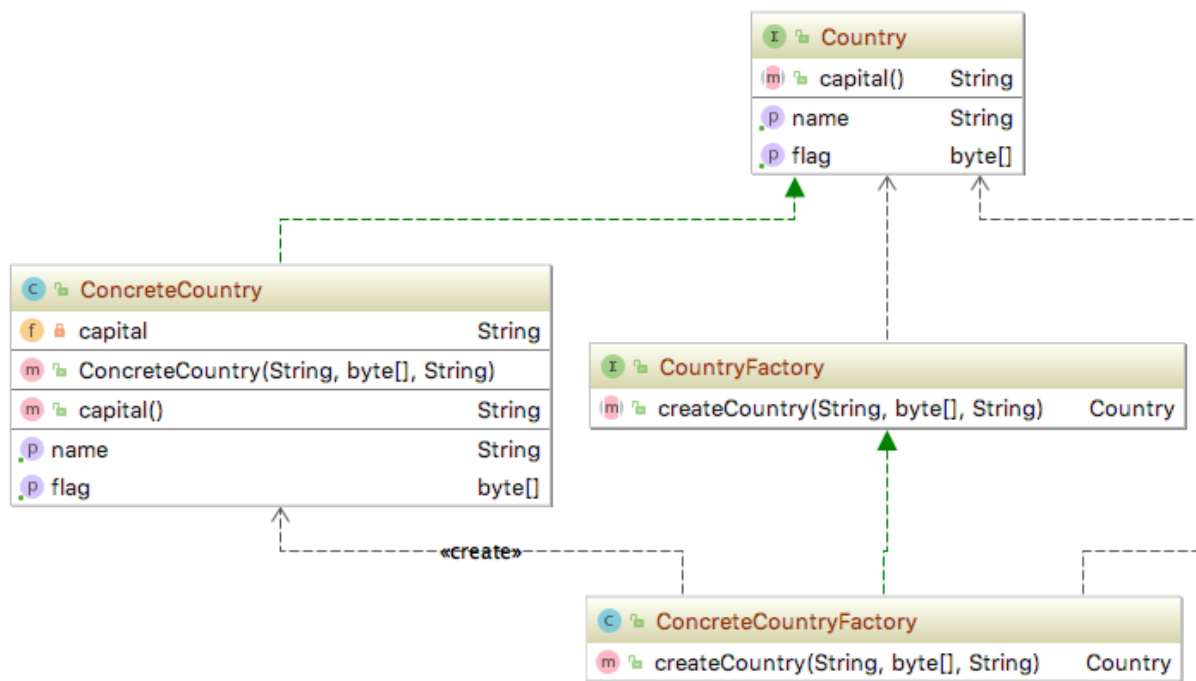 I Country
m capital() String
p name String
p flag byte[]
C ConcreteCountry
f capital String
m ConcreteCountry(String, byte[], String)
m capital() String
p name String
p flag byte[]
I CountryFactory
m createCountry(String, byte[], String) Country
«create»
C ConcreteCountryFactory
m createCountry(String, byte[], String) Country